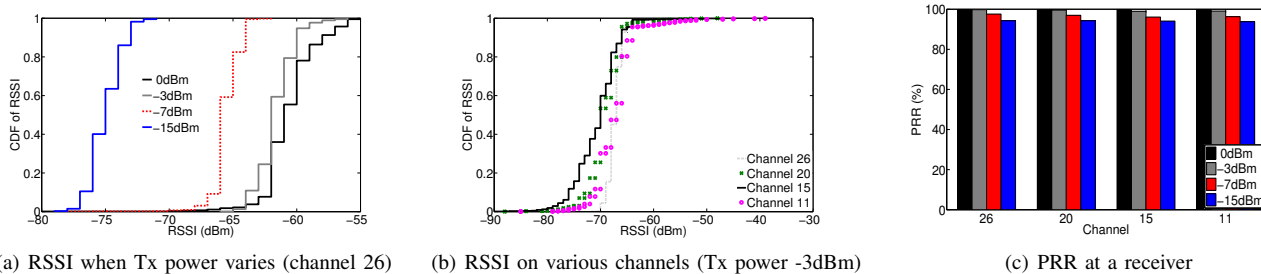 1
0.8
0.6
0.4
0.2
0
CDF of RSSI
0dBm
−3dBm
−7dBm
−15dBm
−80 −75 −70 −65 −60 −55
RSSI (dBm)
(a) RSSI when Tx power varies (channel 26)
1
0.8
0.6
0.4
0.2
0
CDF of RSSI
Channel 26
Channel 20
Channel 15
Channel 11
−90 −80 −70 −60 −50 −40 −30
RSSI (dBm)
(b) RSSI on various channels (Tx power -3dBm)
100
80
60
40
20
0
PRR (%)
0dBm
−3dBm
−7dBm
−15dBm
26 20 15 11
Channel
(c) PRR at a receiver